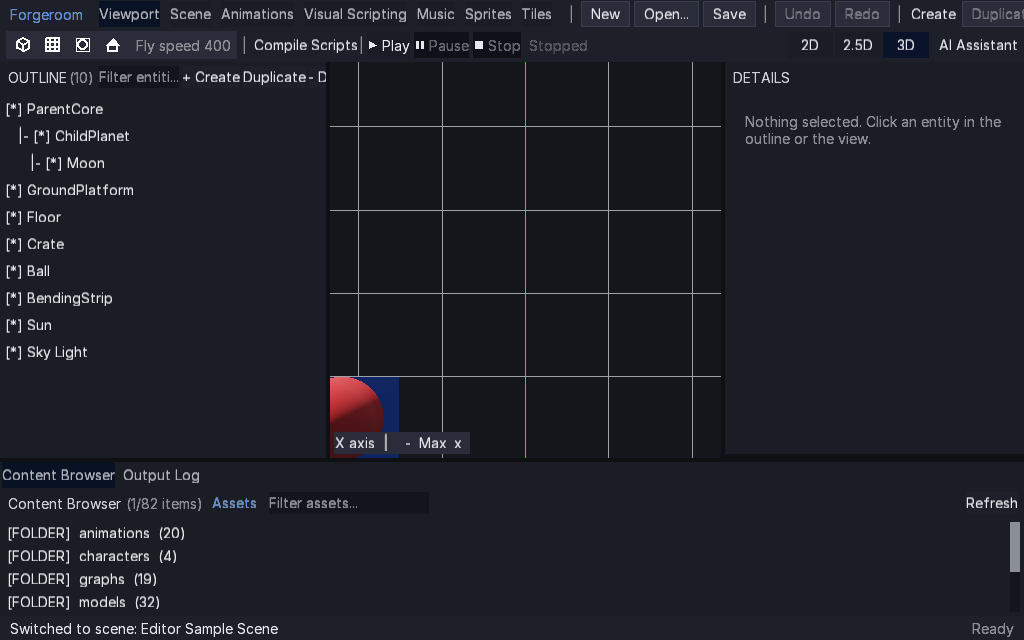 Forgeroom Viewport Scene Animations Visual Scripting Music Sprites Tiles | New Open... Save | Undo Redo | Create
Fly speed 400 | Compile Scripts | Play Pause Stop Stopped 2D 2.5D 3D AI Assistant
OUTLINE (10) Filter entiti... + Create Duplicate - D
DETAILS
[*] ParentCore
|- [*] ChildPlanet
|- [*] Moon
[*] GroundPlatform
[*] Floor
[*] Crate
[*] Ball
[*] BendingStrip
[*] Sun
[*] Sky Light
Nothing selected. Click an entity in the
outline or the view.
X axis | - Max x
Content Browser Output Log
Content Browser (1/82 items) Assets Filter assets... Refresh
[FOLDER] animations (20)
[FOLDER] characters (4)
[FOLDER] graphs (19)
[FOLDER] models (32)
Switched to scene: Editor Sample Scene Ready